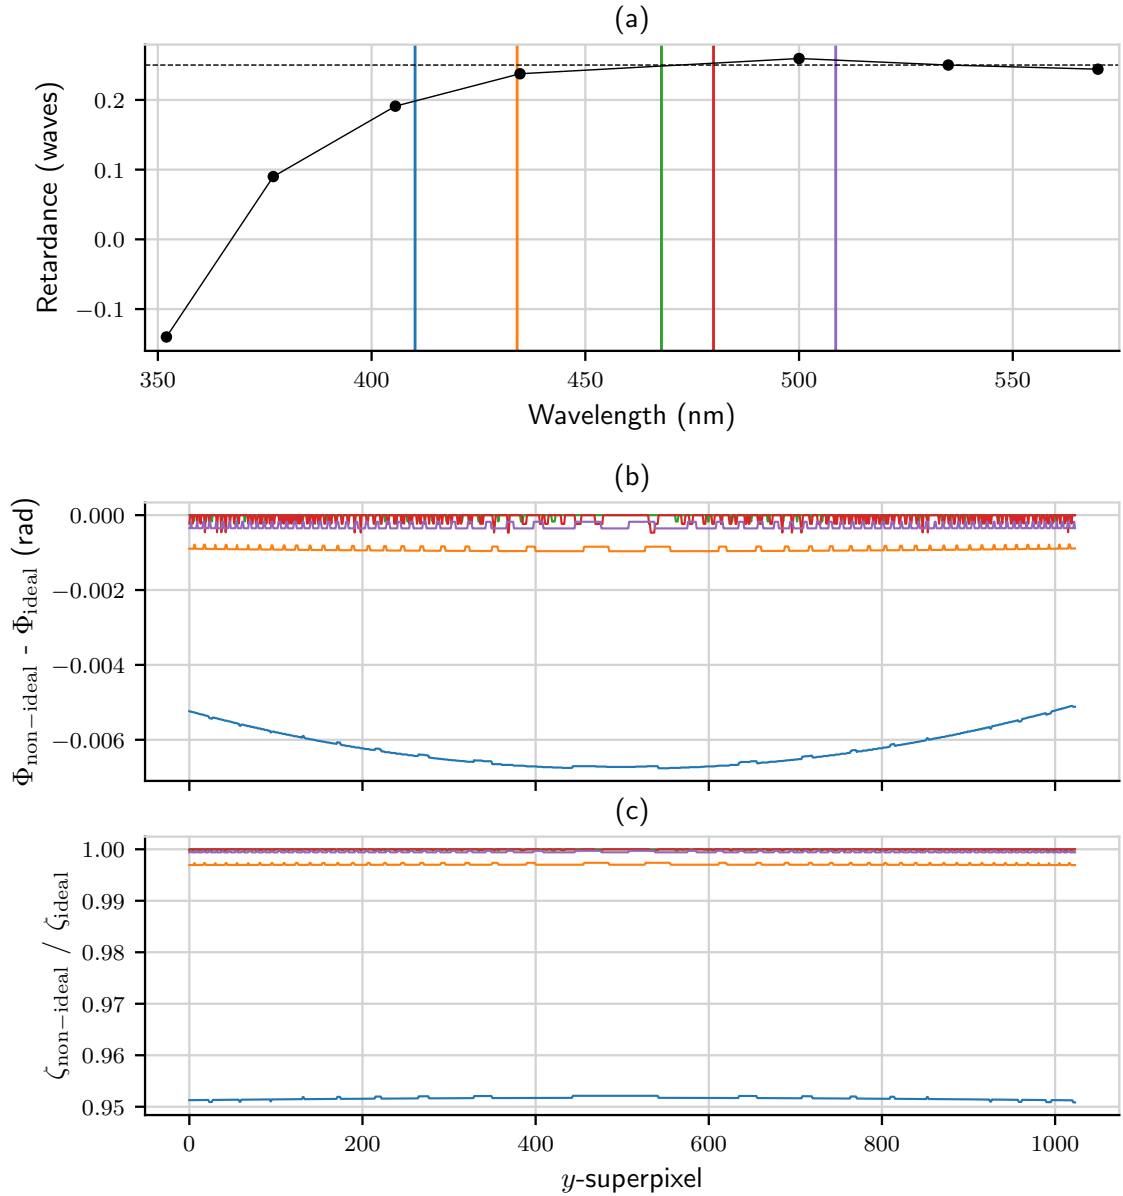 (a)
Retardance (waves)
0.2
0.1
0.0
−0.1
350 400 450 500 550
Wavelength (nm)
(b)
Φnon−ideal - Φideal (rad)
0.000
−0.002
−0.004
−0.006
(c)
ζnon−ideal / ζideal
1.00
0.99
0.98
0.97
0.96
0.95
0 200 400 600 800 1000
y-superpixel